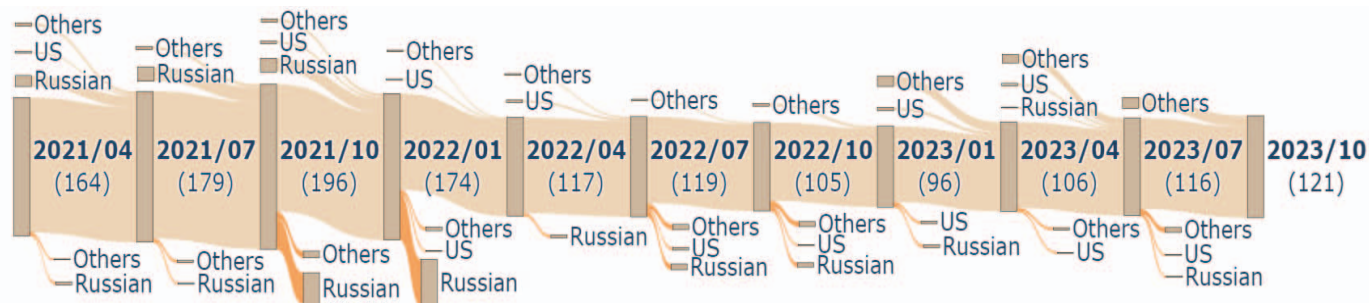 Others
US
Russian
Others
Russian
Others
US
Russian
Others
US
Others
US
Others
Others
Others
US
Others
US
Russian
Others
2021/04
(164)
2021/07
(179)
2021/10
(196)
2022/01
(174)
2022/04
(117)
2022/07
(119)
2022/10
(105)
2023/01
(96)
2023/04
(106)
2023/07
(116)
2023/10
(121)
Others
Russian
Others
Russian
Others
Russian
Others
US
Russian
Russian
Others
US
Russian
Others
US
Russian
US
Russian
Others
US
Others
US
Russian